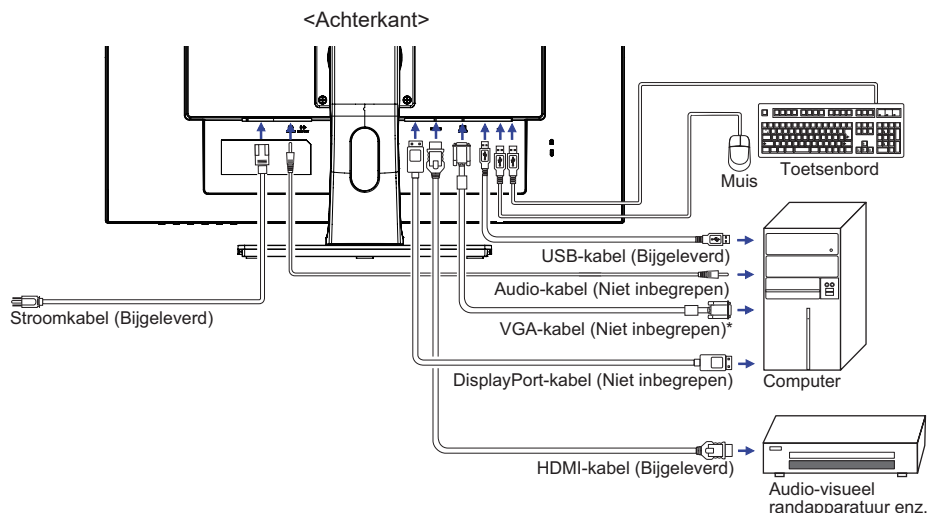 <Achterkant>
Toetsenbord
Muis
USB-kabel (Bijgeleverd)
Audio-kabel (Niet inbegrepen)
Stroomkabel (Bijgeleverd)
VGA-kabel (Niet inbegrepen)*
DisplayPort-kabel (Niet inbegrepen)
Computer
HDMI-kabel (Bijgeleverd)
Audio-visueel
randapparatuur enz.